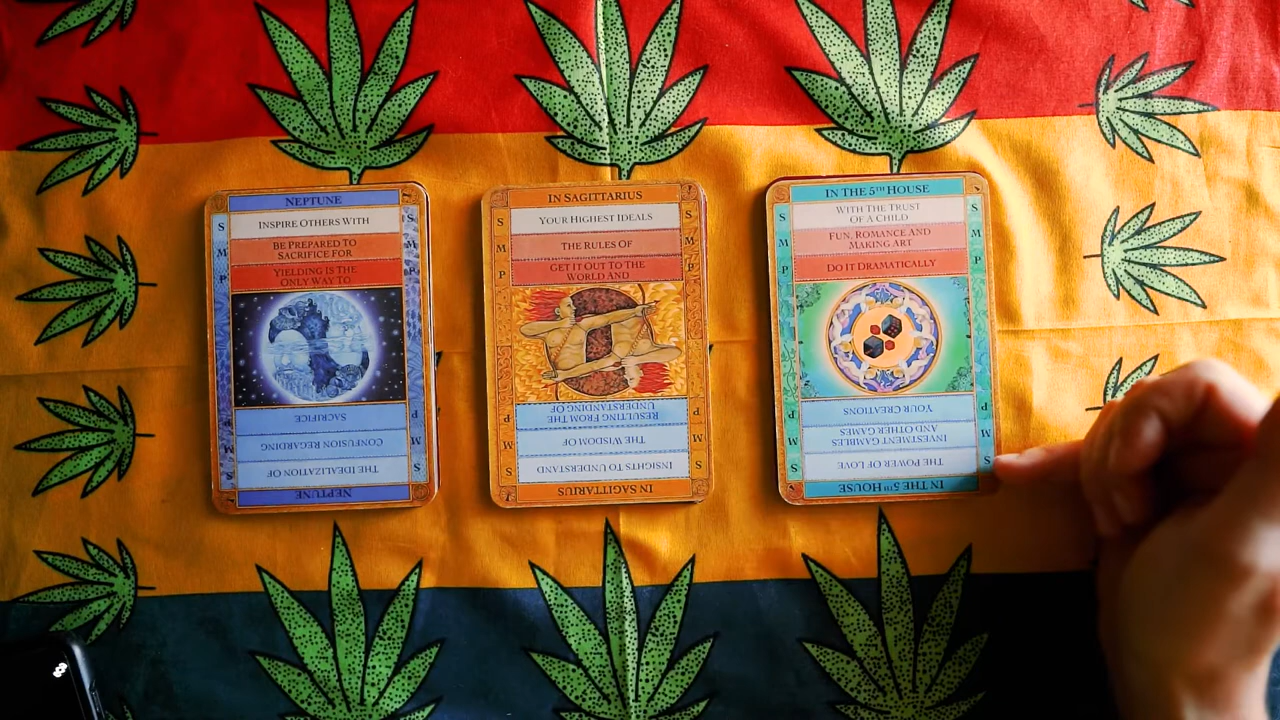 NEPTUNE
INSPIRE OTHERS WITH
BE PREPARED TO
SACRIFICE FOR
YIELDING IS THE
ONLY WAY TO
S
S
M
M
P
P
SACRIFICE
CONFUSION REGARDING
THE IDEALIZATION OF
NEPTUNE
P
P
M
M
S
S
IN SAGITTARIUS
YOUR HIGHEST IDEALS
THE RULES OF
GET IT OUT TO THE
WORLD AND
S
S
M
M
P
P
RESULTING FROM THE
UNDERSTANDING OF
THE WISDOM OF
INSIGHTS TO UNDERSTAND
IN SAGITTARIUS
P
P
M
M
S
S
IN THE 5TH HOUSE
WITH THE TRUST
OF A CHILD
FUN, ROMANCE AND
MAKING ART
DO IT DRAMATICALLY
S
S
M
M
P
P
YOUR CREATIONS
INVESTMENT GAMBLES
AND OTHER GAMES
THE POWER OF LOVE
IN THE 5TH HOUSE
P
P
M
M
S
S